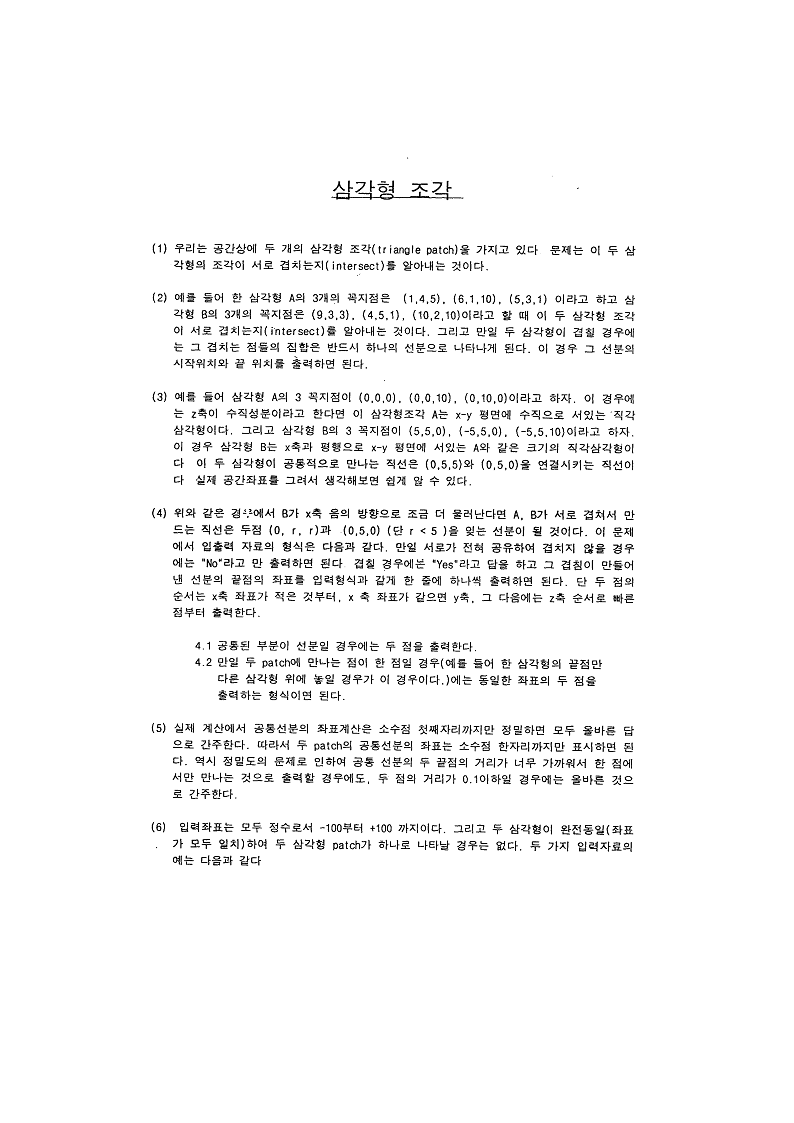 삼각형 조각
(1) 우리는 공간상에 두 개의 삼각형 조각(triangle patch)을 가지고 있다 문제는 이 두 삼
각형의 조각이 서로 겹치는지(intersect)를 알아내는 것이다.
(2) 예를 들어 한 삼각형 A의 3개의 꼭지점은 (1,4,5), (6,1,10), (5,3,1) 이라고 하고 삼
각형 B의 3개의 꼭지점은 (9,3,3), (4,5,1), (10,2,10)이라고 할 때 이 두 삼각형 조각
이 서로 겹치는지(intersect)를 알아내는 것이다. 그리고 만일 두 삼각형이 겹칠 경우에
는 그 겹치는 점들의 집합은 반드시 하나의 선분으로 나타나게 된다. 이 경우 그 선분의
시작위치와 끝 위치를 출력하면 된다.
(3) 예를 들어 삼각형 A의 3 꼭지점이 (0,0,0), (0,0,10), (0,10,0)이라고 하자. 이 경우에
는 z축이 수직성분이라고 한다면 이 삼각형조각 A는 x-y 평면에 수직으로 서있는 직각
삼각형이다. 그리고 삼각형 B의 3 꼭지점이 (5,5,0), (-5,5,0), (-5,5,10)이라고 하자.
이 경우 삼각형 B는 x축과 평행으로 x-y 평면에 서있는 A와 같은 크기의 직각삼각형이
다 이 두 삼각형이 공통적으로 만나는 직선은 (0,5,5)와 (0,5,0)을 연결시키는 직선이
다 실제 공간좌표를 그려서 생각해보면 쉽게 알 수 있다.
(4) 위와 같은 에서 B가 x축 음의 방향으로 조금 더 물러난다면 A, B가 서로 겹쳐서 만
드는 직선은 두점 (0, r, r)과 (0,5,0) (단 r < 5 )을 잊는 선분이 될 것이다. 이 문제
에서 입출력 자료의 형식은 다음과 같다. 만일 서로가 전혀 공유하여 겹치지 않을 경우
에는 "No"라고 만 출력하면 된다 겹칠 경우에는 "Yes"라고 답을 하고 그 겹침이 만들어
낸 선분의 끝점의 좌표를 입력형식과 같게 한 줄에 하나씩 출력하면 된다. 단 두 점의
순서는 x축 좌표가 적은 것부터, x 축 좌표가 같으면 y축, 그 다음에는 z축 순서로 빠른
점부터 출력한다.
4.1 공통된 부분이 선분일 경우에는 두 점을 출력한다.
4.2 만일 두 patch에 만나는 점이 한 점일 경우(예를 들어 한 삼각형의 끝점만
다른 삼각형 위에 놓일 경우가 이 경우이다.)에는 동일한 좌표의 두 점을
출력하는 형식이면 된다.
(5) 실제 계산에서 공통선분의 좌표계산은 소수점 첫째자리까지만 정밀하면 모두 올바른 답
으로 간주한다. 따라서 두 patch의 공통선분의 좌표는 소수점 한자리까지만 표시하면 된
다. 역시 정밀도의 문제로 인하여 공통 선분의 두 끝점의 거리가 너무 가까워서 한 점에
서만 만나는 것으로 출력할 경우에도, 두 점의 거리가 0.1이하일 경우에는 올바른 것으
로 간주한다.
(6) 입력좌표는 모두 정수로서 -100부터 +100 까지이다. 그리고 두 삼각형이 완전동일(좌표
가 모두 일치)하여 두 삼각형 patch가 하나로 나타날 경우는 없다. 두 가지 입력자료의
예는 다음과 같다